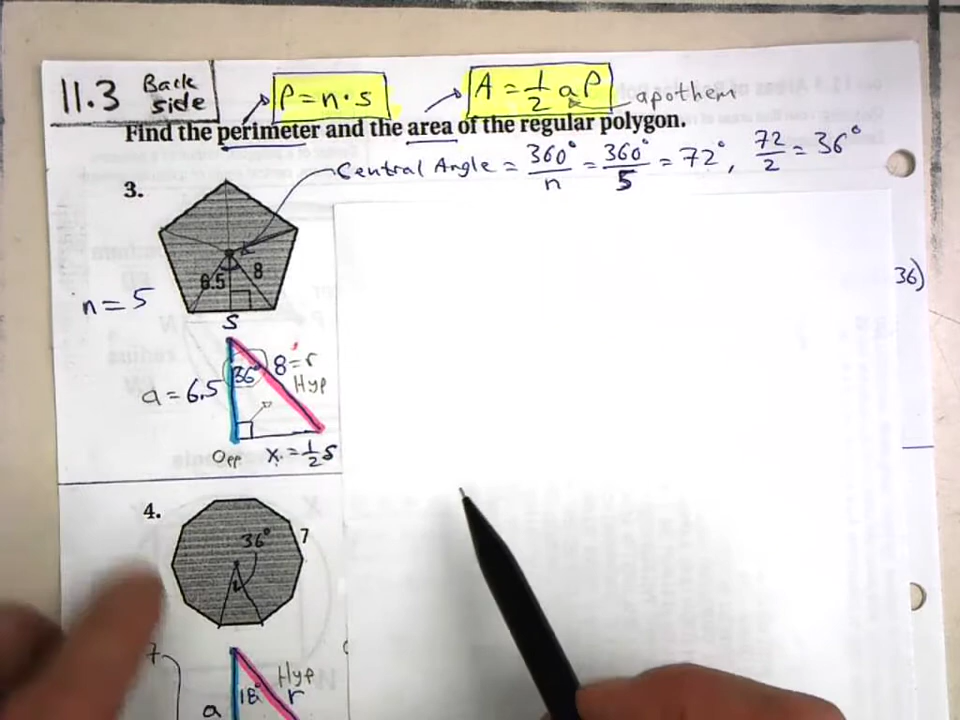 11.3 Back side
P = n · s
A = 1/2 a P
apothem
Find the perimeter and the area of the regular polygon.
Central Angle = 360°/n = 360°/5 = 72°, 72/2 = 36°
3.
6.5 8
n = 5
s
36)
36° 8 = r
Hyp
a = 6.5
Opp x = 1/2 s
4.
36° 7
7
Hyp
18° r
a